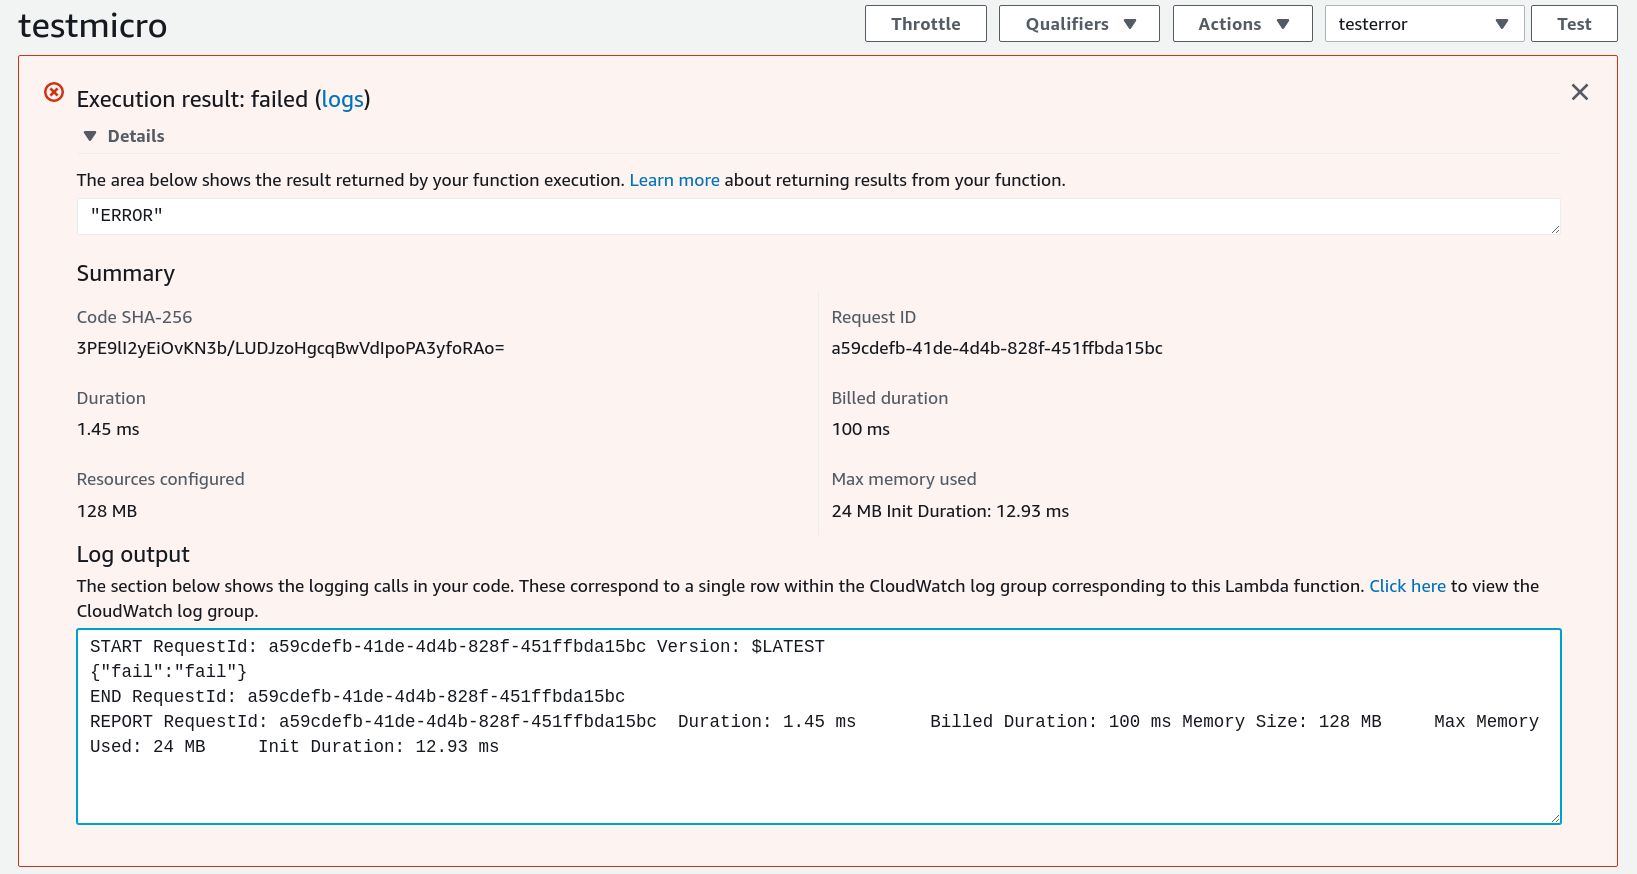 testmicro
Throttle Qualifiers Actions testerror Test
Execution result: failed (logs)
Details
The area below shows the result returned by your function execution. Learn more about returning results from your function.
"ERROR"
Summary
Code SHA-256
3PE9lI2yEiOvKN3b/LUDJzoHgcqBwVdIpoPA3yfoRAo=
Request ID
a59cdefb-41de-4d4b-828f-451ffbda15bc
Duration
1.45 ms
Billed duration
100 ms
Resources configured
128 MB
Max memory used
24 MB Init Duration: 12.93 ms
Log output
The section below shows the logging calls in your code. These correspond to a single row within the CloudWatch log group corresponding to this Lambda function. Click here to view the
CloudWatch log group.
START RequestId: a59cdefb-41de-4d4b-828f-451ffbda15bc Version: $LATEST
{"fail":"fail"}
END RequestId: a59cdefb-41de-4d4b-828f-451ffbda15bc
REPORT RequestId: a59cdefb-41de-4d4b-828f-451ffbda15bc Duration: 1.45 ms Billed Duration: 100 ms Memory Size: 128 MB Max Memory
Used: 24 MB Init Duration: 12.93 ms